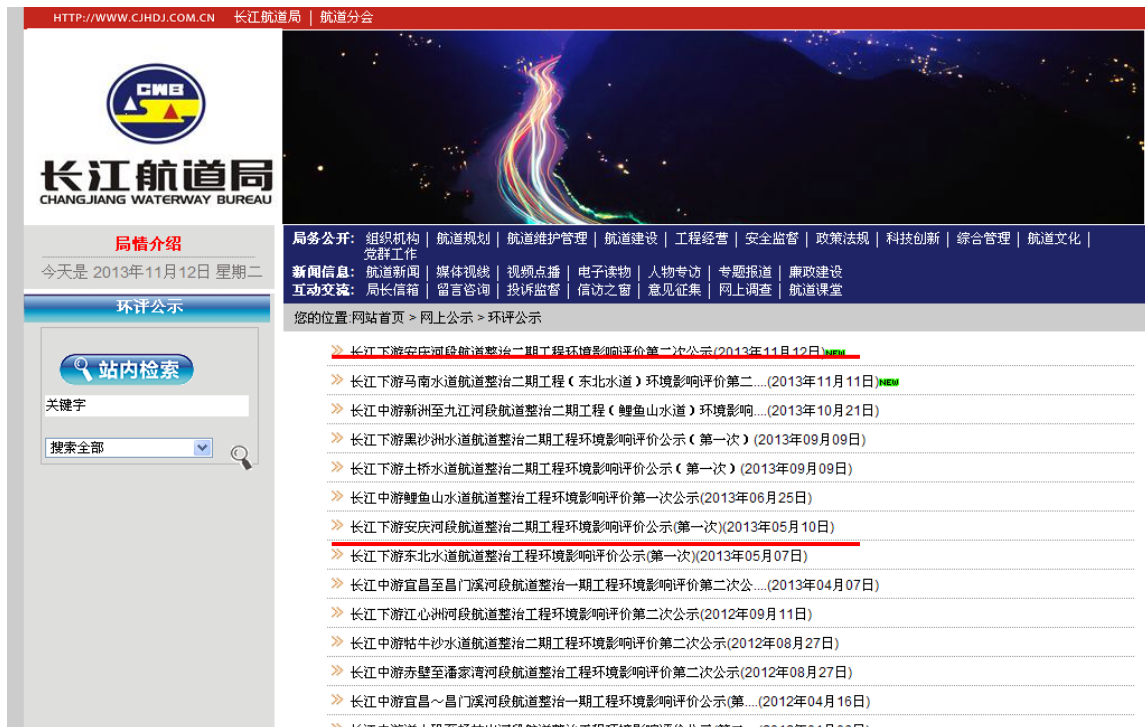 HTTP://WWW.CJHDJ.COM.CN 长江航道局 | 航道分会
CWB
长江航道局
CHANGJIANG WATERWAY BUREAU
局情介绍
今天是 2013年11月12日 星期二
环评公示
站内检索
关键字
搜索全部
局务公开: 组织机构 | 航道规划 | 航道维护管理 | 航道建设 | 工程经营 | 安全监督 | 政策法规 | 科技创新 | 综合管理 | 航道文化 |
党群工作
新闻信息: 航道新闻 | 媒体视线 | 视频点播 | 电子读物 | 人物专访 | 专题报道 | 廉政建设
互动交流: 局长信箱 | 留言咨询 | 投诉监督 | 信访之窗 | 意见征集 | 网上调查 | 航道课堂
您的位置:网站首页 > 网上公示 > 环评公示
长江下游安庆河段航道整治二期工程环境影响评价第二次公示(2013年11月12日)NEW
长江下游马南水道航道整治二期工程（东北水道）环境影响评价第二....(2013年11月11日)NEW
长江中游新洲至九江河段航道整治二期工程（鲤鱼山水道）环境影响....(2013年10月21日)
长江下游黑沙洲水道航道整治二期工程环境影响评价公示（第一次）(2013年09月09日)
长江下游土桥水道航道整治二期工程环境影响评价公示（第一次）(2013年09月09日)
长江中游鲤鱼山水道航道整治工程环境影响评价第一次公示(2013年06月25日)
长江下游安庆河段航道整治二期工程环境影响评价公示(第一次)(2013年05月10日)
长江下游东北水道航道整治工程环境影响评价公示(第一次)(2013年05月07日)
长江中游宜昌至昌门溪河段航道整治一期工程环境影响评价第二次公....(2013年04月07日)
长江下游江心洲河段航道整治工程环境影响评价第二次公示(2012年09月11日)
长江中游牯牛沙水道航道整治二期工程环境影响评价第二次公示(2012年08月27日)
长江中游赤壁至潘家湾河段航道整治工程环境影响评价第二次公示(2012年08月27日)
长江中游宜昌～昌门溪河段航道整治一期工程环境影响评价公示(第....(2012年04月16日)